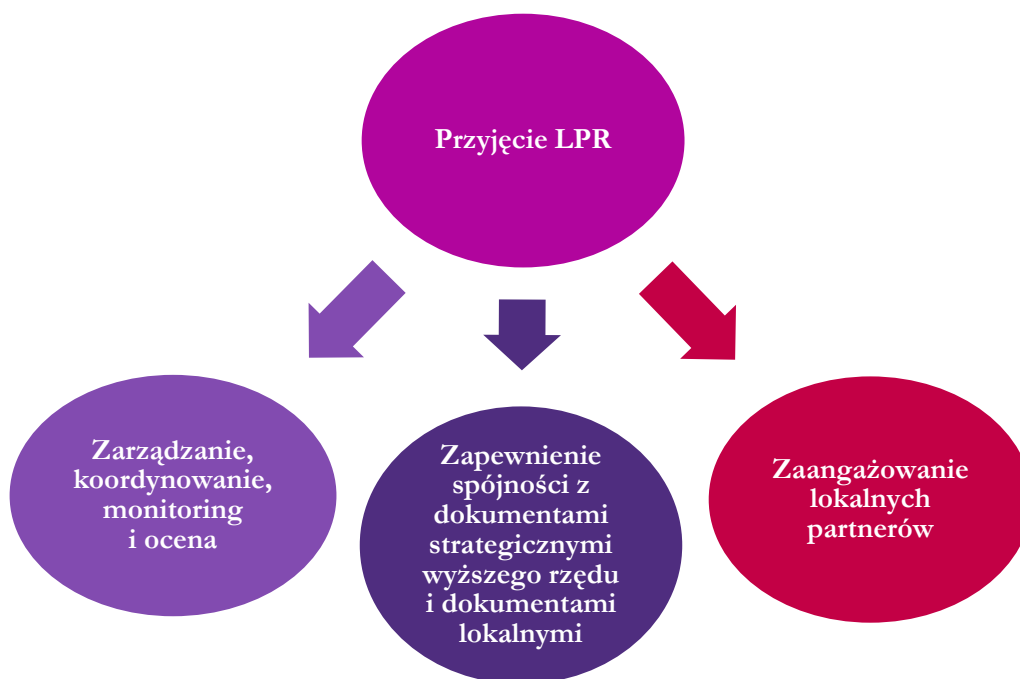 Przyjęcie LPR
Zarządzanie,
koordynowanie,
monitoring
i ocena
Zapewnienie
spójności z
dokumentami
strategicznymi
wyższego rzędu
i dokumentami
lokalnymi
Zaangażowanie
lokalnych
partnerów